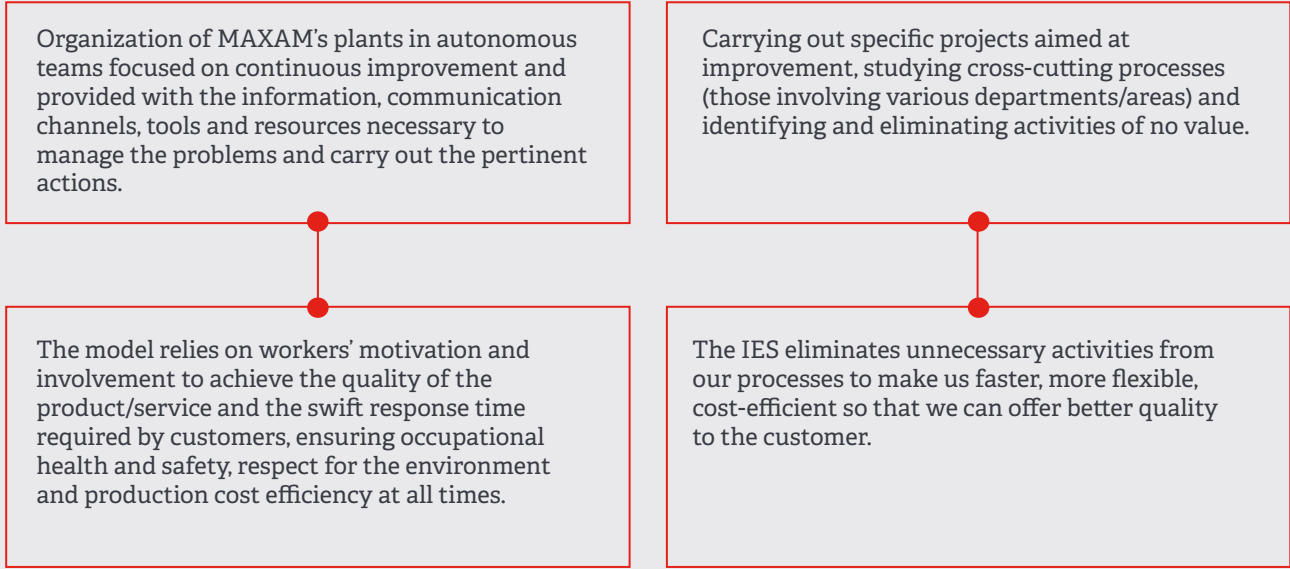 Organization of MAXAM’s plants in autonomous
teams focused on continuous improvement and
provided with the information, communication
channels, tools and resources necessary to
manage the problems and carry out the pertinent
actions.
Carrying out specific projects aimed at
improvement, studying cross-cutting processes
(those involving various departments/areas) and
identifying and eliminating activities of no value.
The model relies on workers’ motivation and
involvement to achieve the quality of the
product/service and the swift response time
required by customers, ensuring occupational
health and safety, respect for the environment
and production cost efficiency at all times.
The IES eliminates unnecessary activities from
our processes to make us faster, more flexible,
cost-efficient so that we can offer better quality
to the customer.